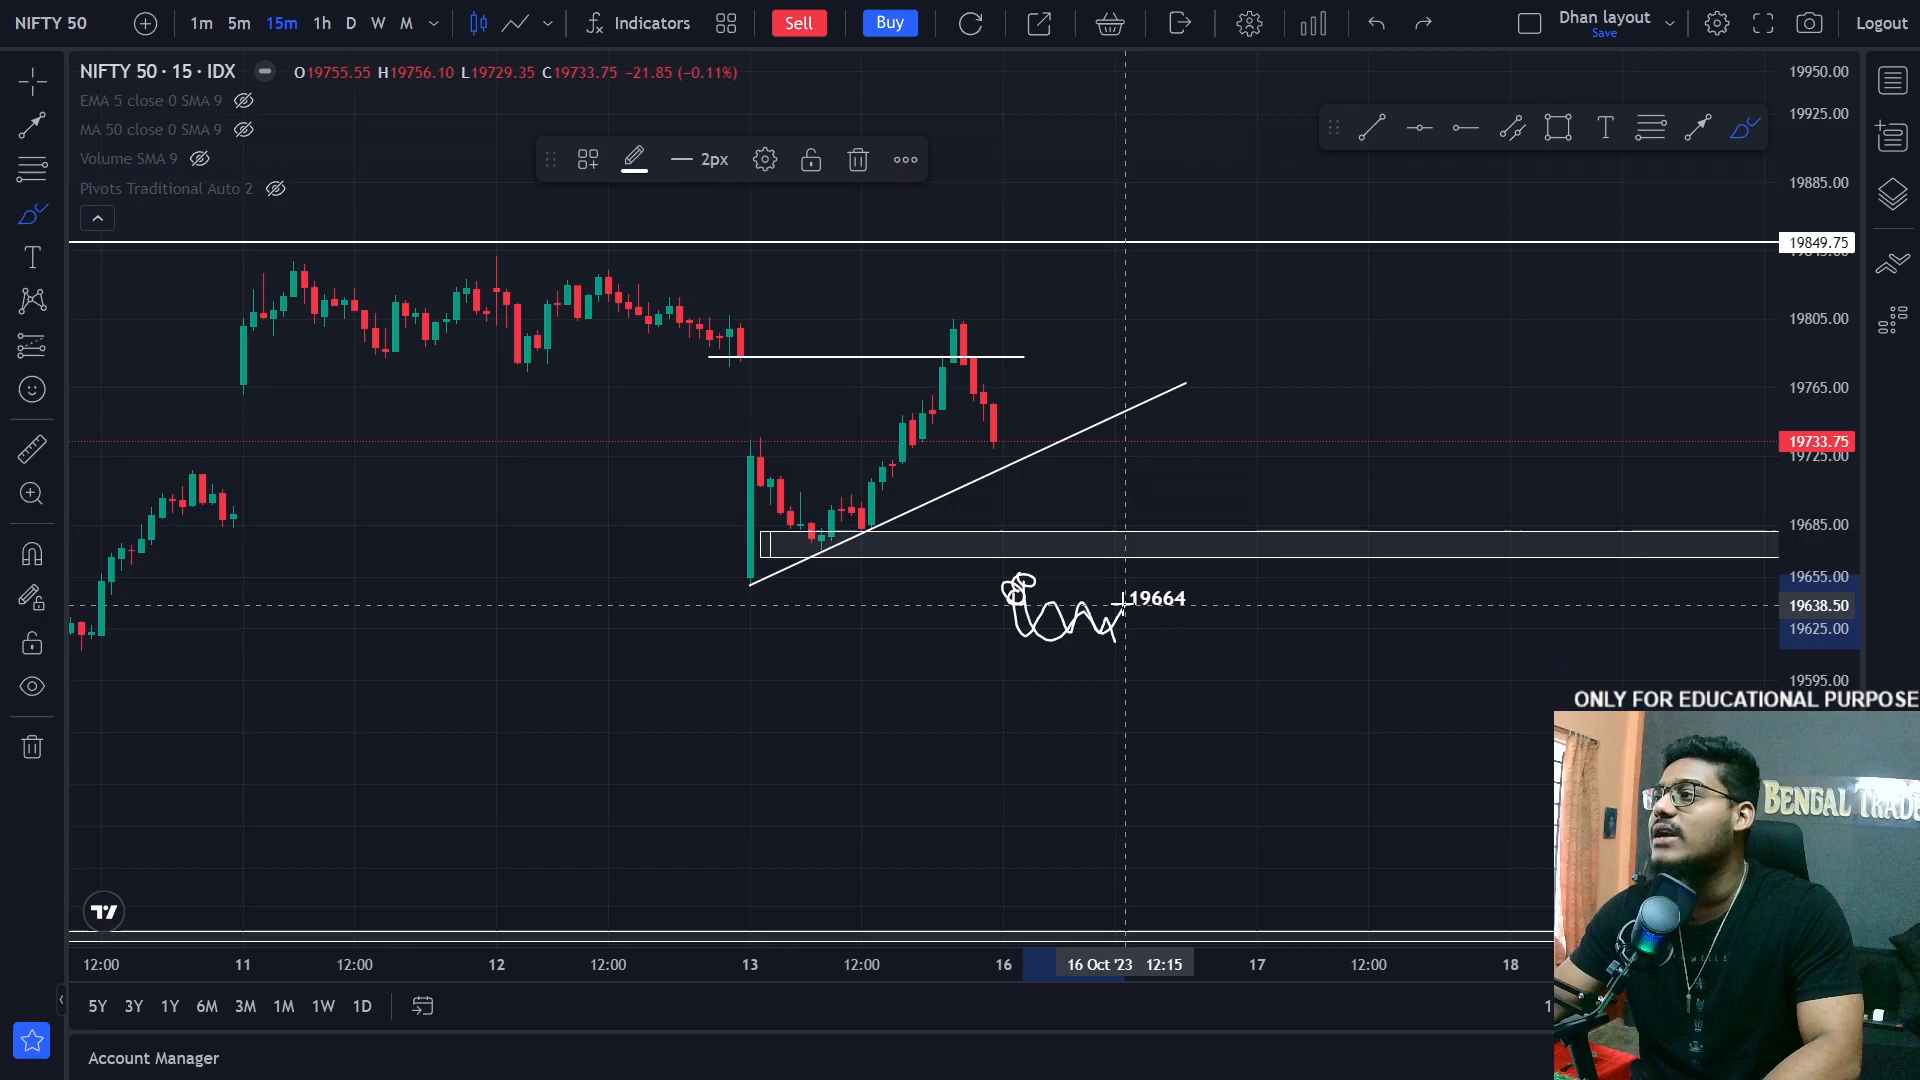 NIFTY 50
1m 5m 15m 1h D W M
Indicators
Sell
Buy
Dhan layout
Save
Logout
NIFTY 50 · 15 · IDX
O19755.55 H19756.10 L19729.35 C19733.75 −21.85 (−0.11%)
EMA 5 close 0 SMA 9
MA 50 close 0 SMA 9
Volume SMA 9
Pivots Traditional Auto 2
2px
19950.00
19925.00
19885.00
19849.75
19805.00
19765.00
19733.75
19725.00
19685.00
19655.00
19638.50
19625.00
19595.00
19664
ONLY FOR EDUCATIONAL PURPOSE
BENGAL TRADE
12:00 11 12:00 12 12:00 13 12:00 16 16 Oct '23 12:15 17 12:00 18
5Y 3Y 1Y 6M 3M 1M 1W 1D
Account Manager